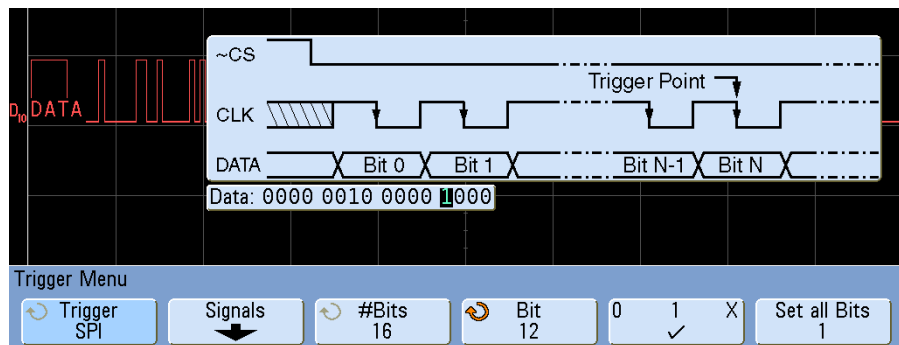 ~CS
Trigger Point
CLK
D10 DATA
DATA Bit 0 Bit 1 Bit N-1 Bit N
Data: 0000 0010 0000 1000
Trigger Menu
Trigger Signals #Bits Bit 0 1 X Set all Bits
SPI 16 12 ✓ 1